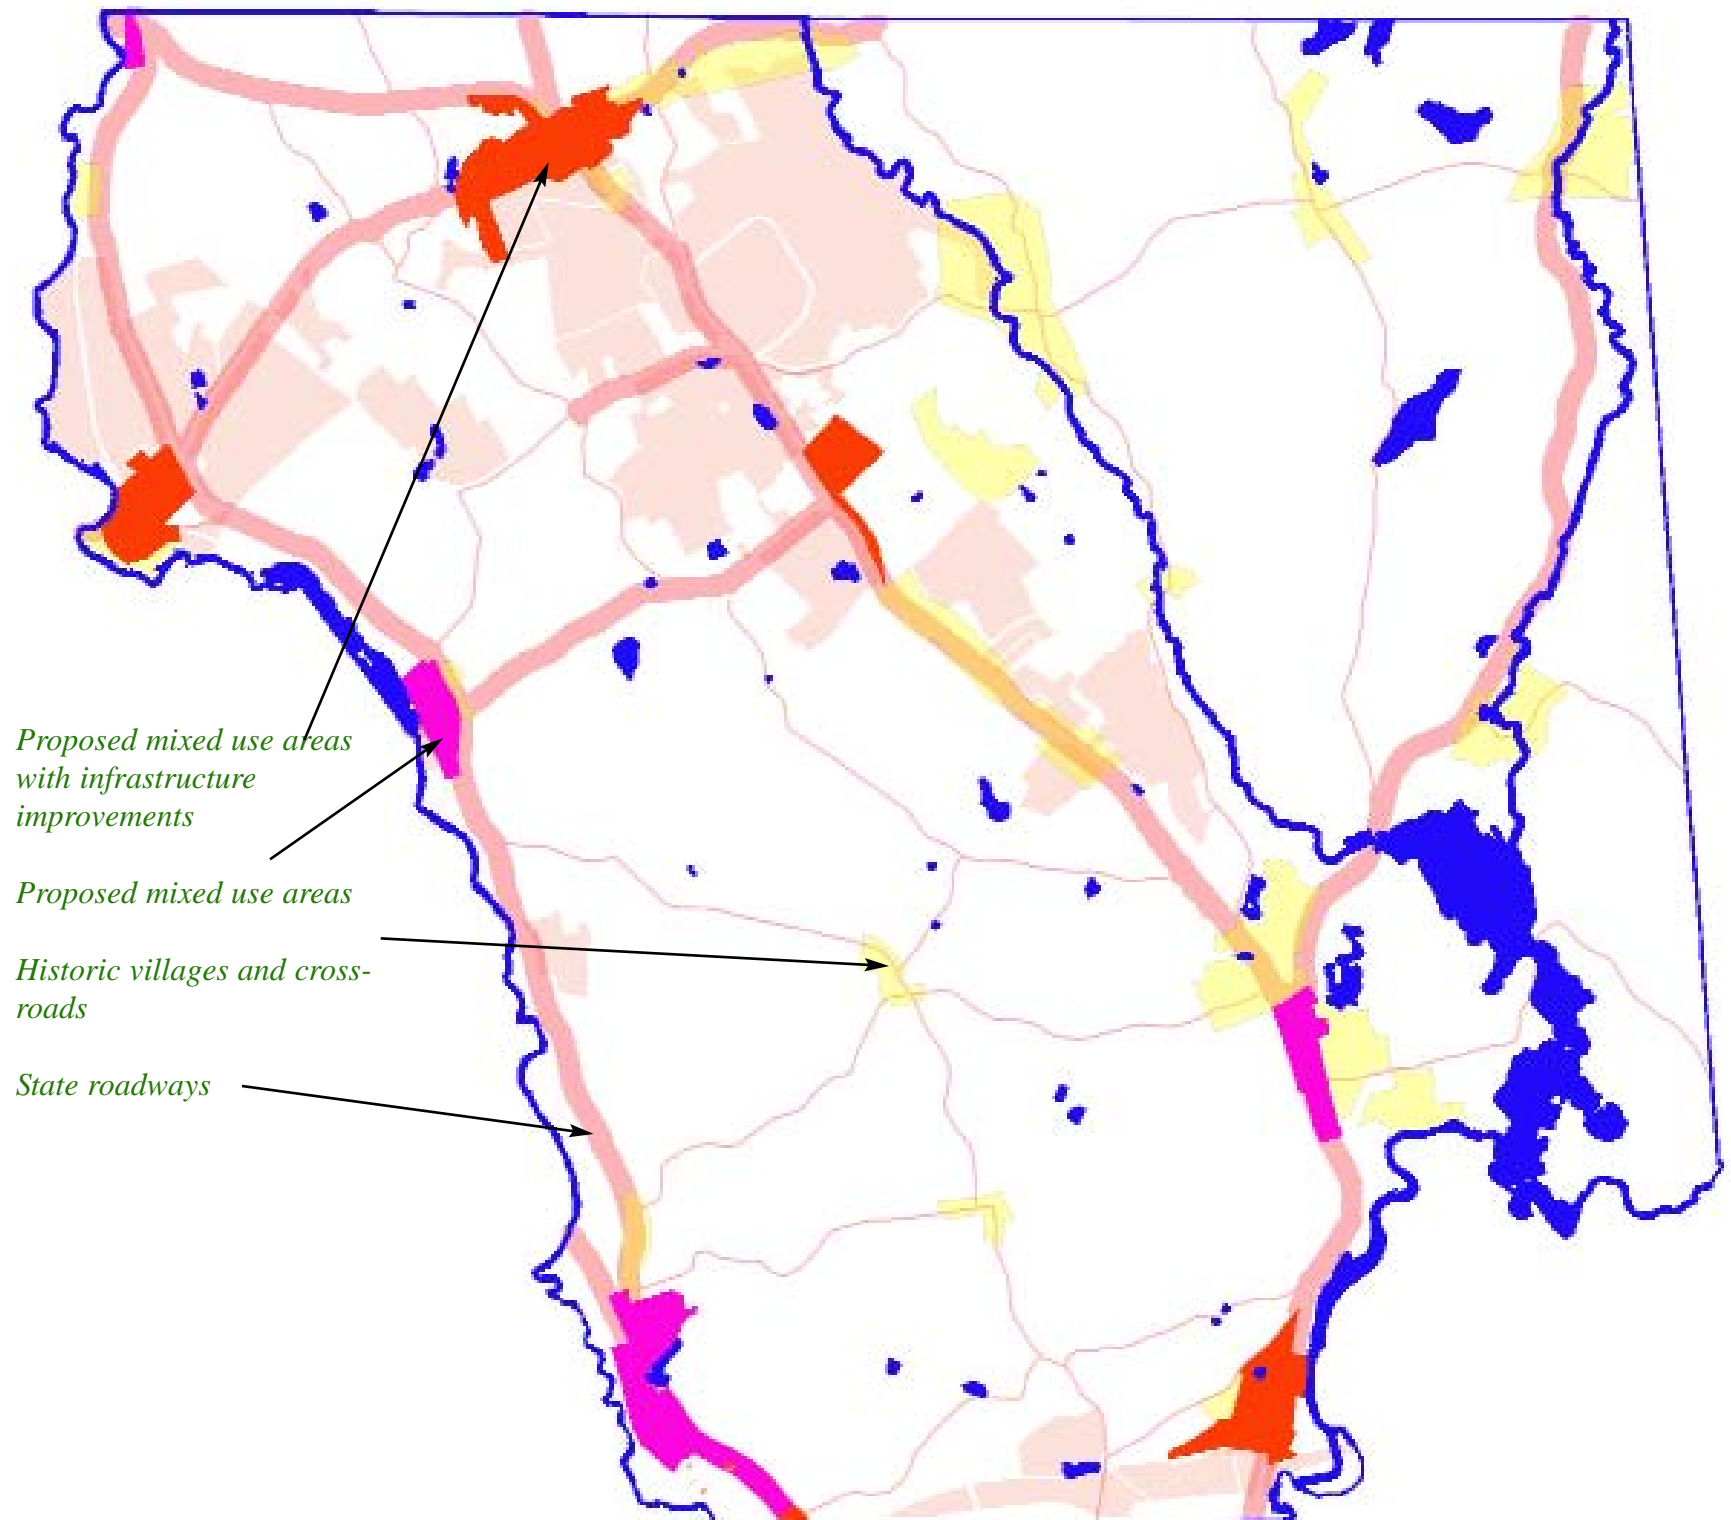 Proposed mixed use areas
with infrastructure
improvements
Proposed mixed use areas
Historic villages and cross-
roads
State roadways